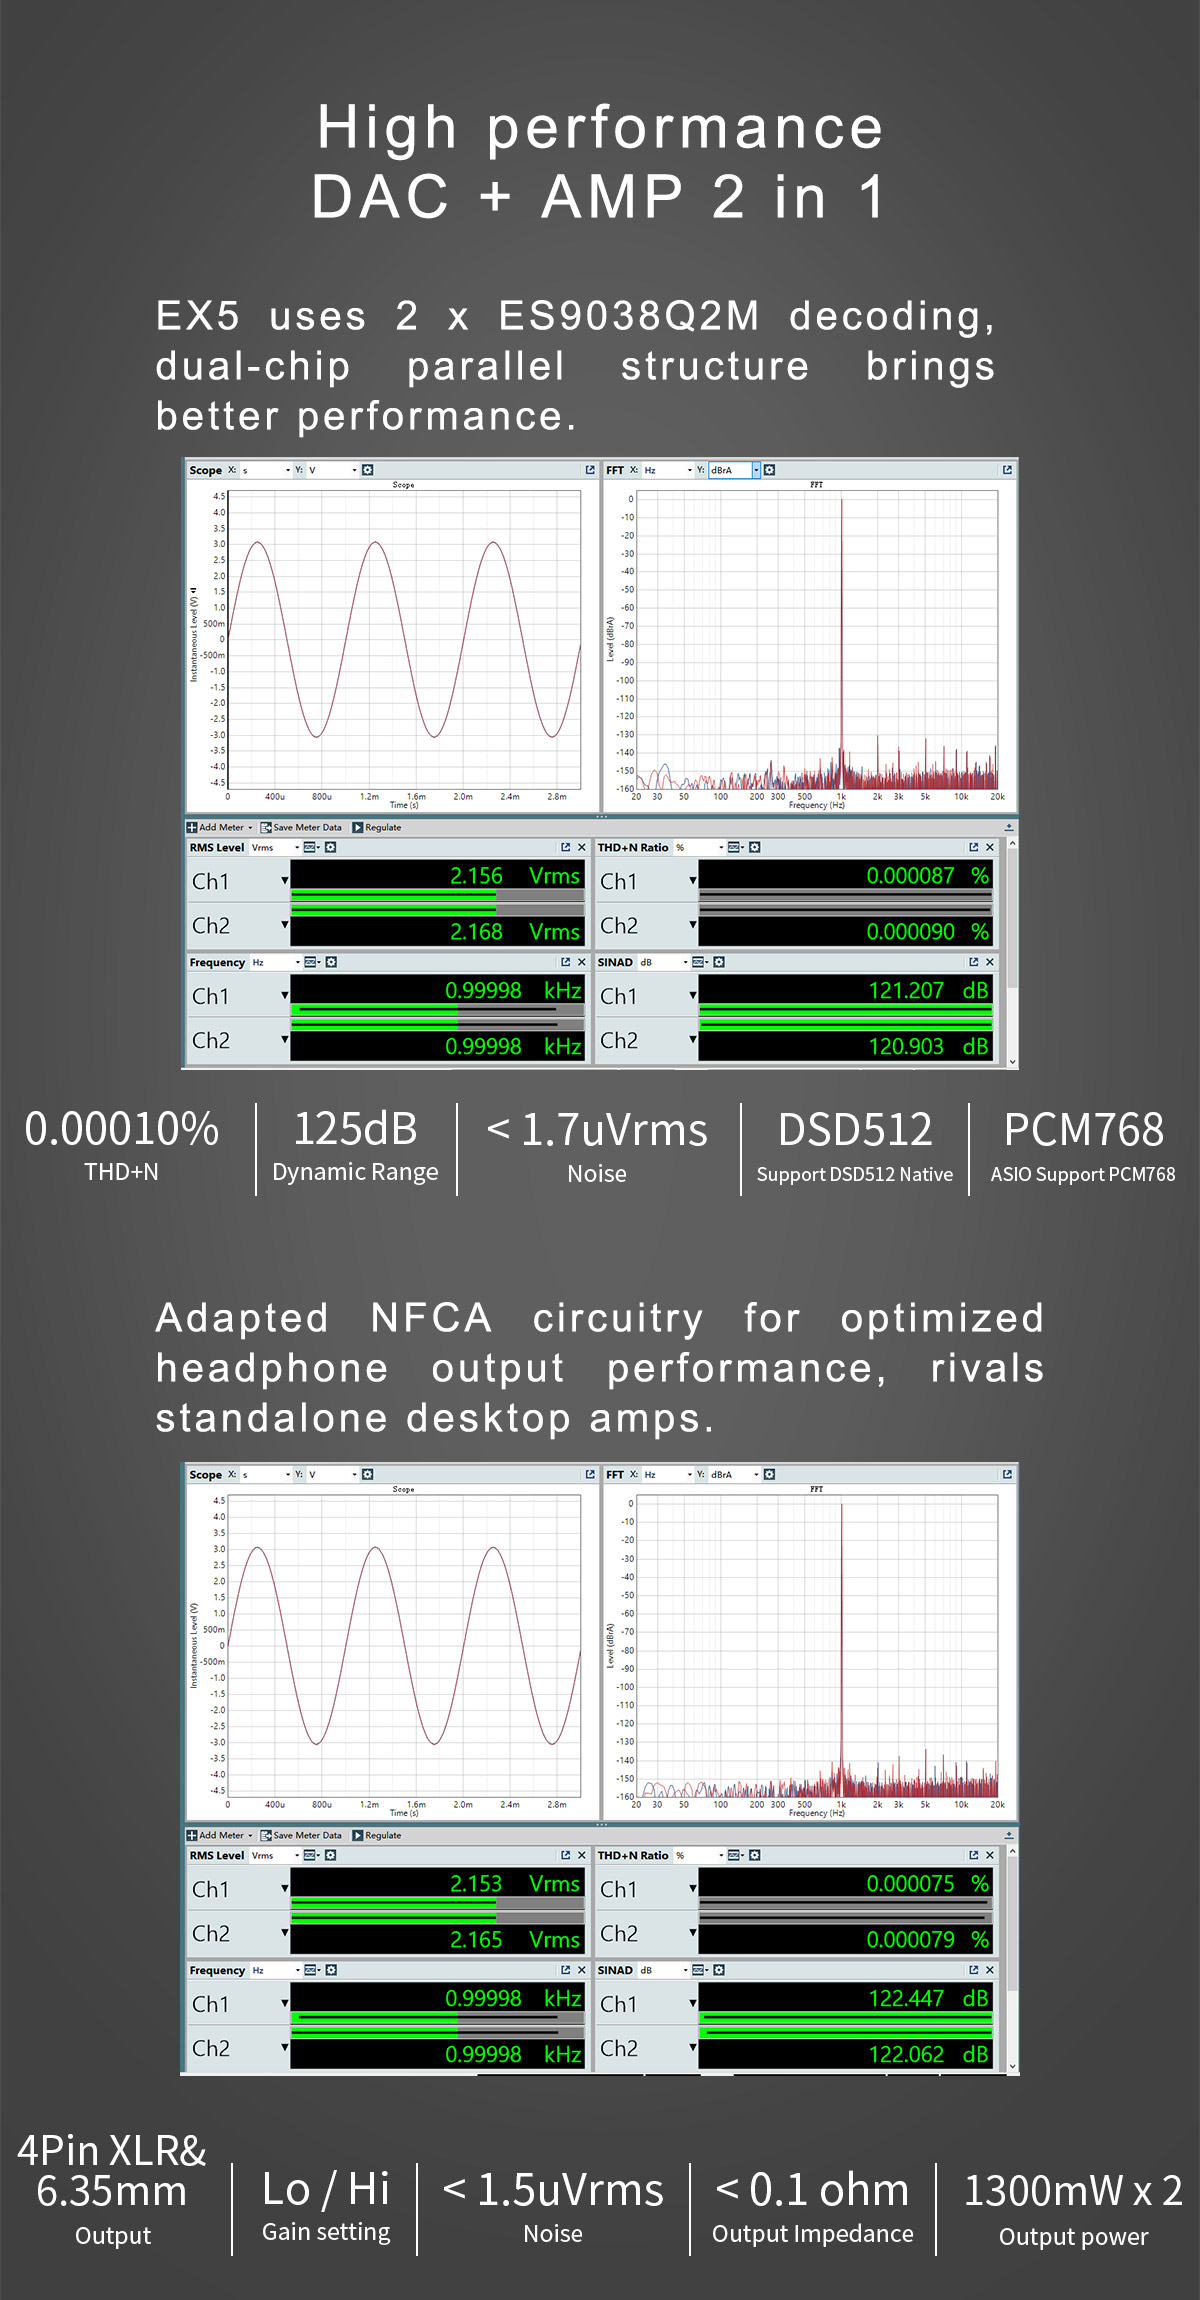 High performance
DAC + AMP 2 in 1
EX5 uses 2 x ES9038Q2M decoding,
dual-chip parallel structure brings
better performance.
Scope X: s Y: V
FFT X: Hz Y: dBrA
Scope
FFT
4.5
4.0
3.5
3.0
2.5
2.0
1.5
1.0
500m
0
-500m
-1.0
-1.5
-2.0
-2.5
-3.0
-3.5
-4.0
-4.5
Instantaneous Level (V)
0 400u 800u 1.2m 1.6m 2.0m 2.4m 2.8m
Time (s)
0
-10
-20
-30
-40
-50
-60
-70
-80
-90
-100
-110
-120
-130
-140
-150
-160
Level (dBrA)
20 30 50 100 200 300 500 1k 2k 3k 5k 10k 20k
Frequency (Hz)
Add Meter Save Meter Data Regulate
RMS Level Vrms
Ch1 2.156 Vrms
Ch2 2.168 Vrms
THD+N Ratio %
Ch1 0.000087 %
Ch2 0.000090 %
Frequency Hz
Ch1 0.99998 kHz
Ch2 0.99998 kHz
SINAD dB
Ch1 121.207 dB
Ch2 120.903 dB
0.00010%
THD+N
125dB
Dynamic Range
< 1.7uVrms
Noise
DSD512
Support DSD512 Native
PCM768
ASIO Support PCM768
Adapted NFCA circuitry for optimized
headphone output performance, rivals
standalone desktop amps.
Scope X: s Y: V
FFT X: Hz Y: dBrA
Scope
FFT
4.5
4.0
3.5
3.0
2.5
2.0
1.5
1.0
500m
0
-500m
-1.0
-1.5
-2.0
-2.5
-3.0
-3.5
-4.0
-4.5
Instantaneous Level (V)
0 400u 800u 1.2m 1.6m 2.0m 2.4m 2.8m
Time (s)
0
-10
-20
-30
-40
-50
-60
-70
-80
-90
-100
-110
-120
-130
-140
-150
-160
Level (dBrA)
20 30 50 100 200 300 500 1k 2k 3k 5k 10k 20k
Frequency (Hz)
Add Meter Save Meter Data Regulate
RMS Level Vrms
Ch1 2.153 Vrms
Ch2 2.165 Vrms
THD+N Ratio %
Ch1 0.000075 %
Ch2 0.000079 %
Frequency Hz
Ch1 0.99998 kHz
Ch2 0.99998 kHz
SINAD dB
Ch1 122.447 dB
Ch2 122.062 dB
4Pin XLR&
6.35mm
Output
Lo / Hi
Gain setting
< 1.5uVrms
Noise
< 0.1 ohm
Output Impedance
1300mW x 2
Output power